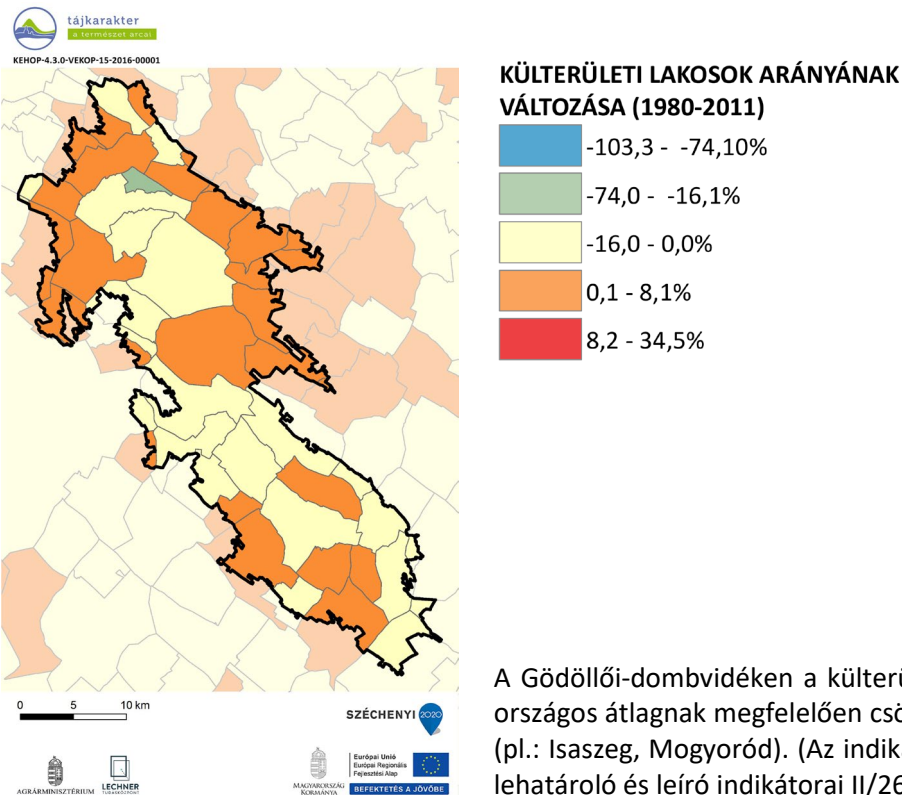 tájkarakter
a természet arcai
KEHOP-4.3.0-VEKOP-15-2016-00001
KÜLTERÜLETI LAKOSOK ARÁNYÁNAK
VÁLTOZÁSA (1980-2011)
-103,3 - -74,10%
-74,0 - -16,1%
-16,0 - 0,0%
0,1 - 8,1%
8,2 - 34,5%
0 5 10 km
SZÉCHENYI 2020
AGRÁRMINISZTÉRIUM
LECHNER
TUDÁSKÖZPONT
MAGYARORSZÁG
KORMÁNYA
Európai Unió
Európai Regionális
Fejlesztési Alap
BEFEKTETÉS A JÖVŐBE
A Gödöllői-dombvidéken a külterü
országos átlagnak megfelelően csö
(pl.: Isaszeg, Mogyoród). (Az indika
lehatároló és leíró indikátorai II/26